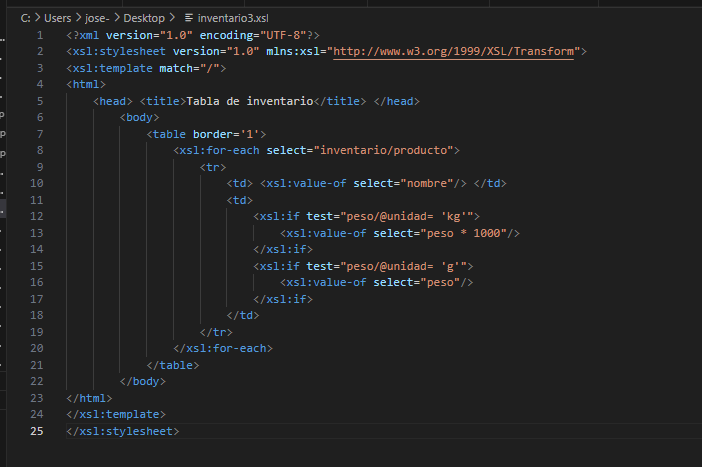 C: > Users > jose- > Desktop > inventario3.xsl
1 <?xml version="1.0" encoding="UTF-8"?>
2 <xsl:stylesheet version="1.0" mlns:xsl="http://www.w3.org/1999/XSL/Transform">
3 <xsl:template match="/">
4 <html>
5 <head> <title>Tabla de inventario</title> </head>
6 <body>
7 <table border='1'>
8 <xsl:for-each select="inventario/producto">
9 <tr>
10 <td> <xsl:value-of select="nombre"/> </td>
11 <td>
12 <xsl:if test="peso/@unidad= 'kg'">
13 <xsl:value-of select="peso * 1000"/>
14 </xsl:if>
15 <xsl:if test="peso/@unidad= 'g'">
16 <xsl:value-of select="peso"/>
17 </xsl:if>
18 </td>
19 </tr>
20 </xsl:for-each>
21 </table>
22 </body>
23 </html>
24 </xsl:template>
25 </xsl:stylesheet>